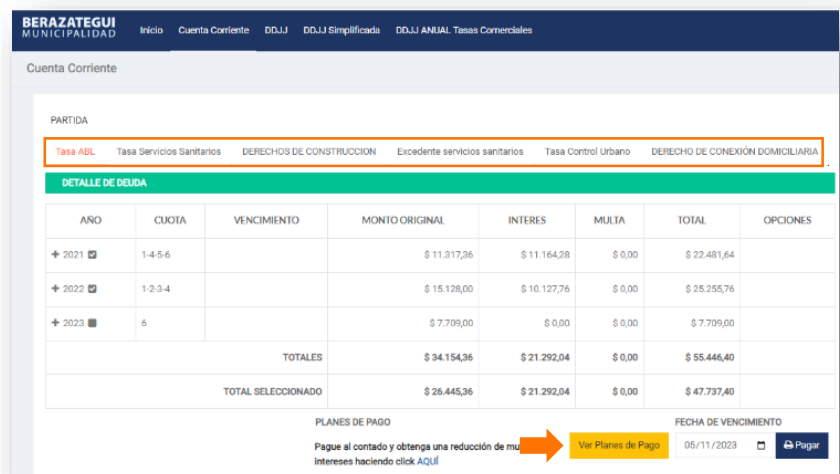 BERAZATEGUI
MUNICIPALIDAD
Inicio Cuenta Corriente DDJJ DDJJ Simplificada DDJJ ANUAL Tasas Comerciales
Cuenta Corriente
PARTIDA
Tasa ABL Tasa Servicios Sanitarios DERECHOS DE CONSTRUCCION Excedente servicios sanitarios Tasa Control Urbano DERECHO DE CONEXIÓN DOMICILIARIA
DETALLE DE DEUDA
AÑO CUOTA VENCIMIENTO MONTO ORIGINAL INTERES MULTA TOTAL OPCIONES
+ 2021 1-4-5-6 $ 11.317,36 $ 11.164,28 $ 0,00 $ 22.481,64
+ 2022 1-2-3-4 $ 15.128,00 $ 10.127,76 $ 0,00 $ 25.255,76
+ 2023 6 $ 7.709,00 $ 0,00 $ 0,00 $ 7.709,00
TOTALES $ 34.154,36 $ 21.292,04 $ 0,00 $ 55.446,40
TOTAL SELECCIONADO $ 26.445,36 $ 21.292,04 $ 0,00 $ 47.737,40
PLANES DE PAGO FECHA DE VENCIMIENTO
Pague al contado y obtenga una reducción de mu Ver Planes de Pago 05/11/2023 Pagar
intereses haciendo click AQUÍ